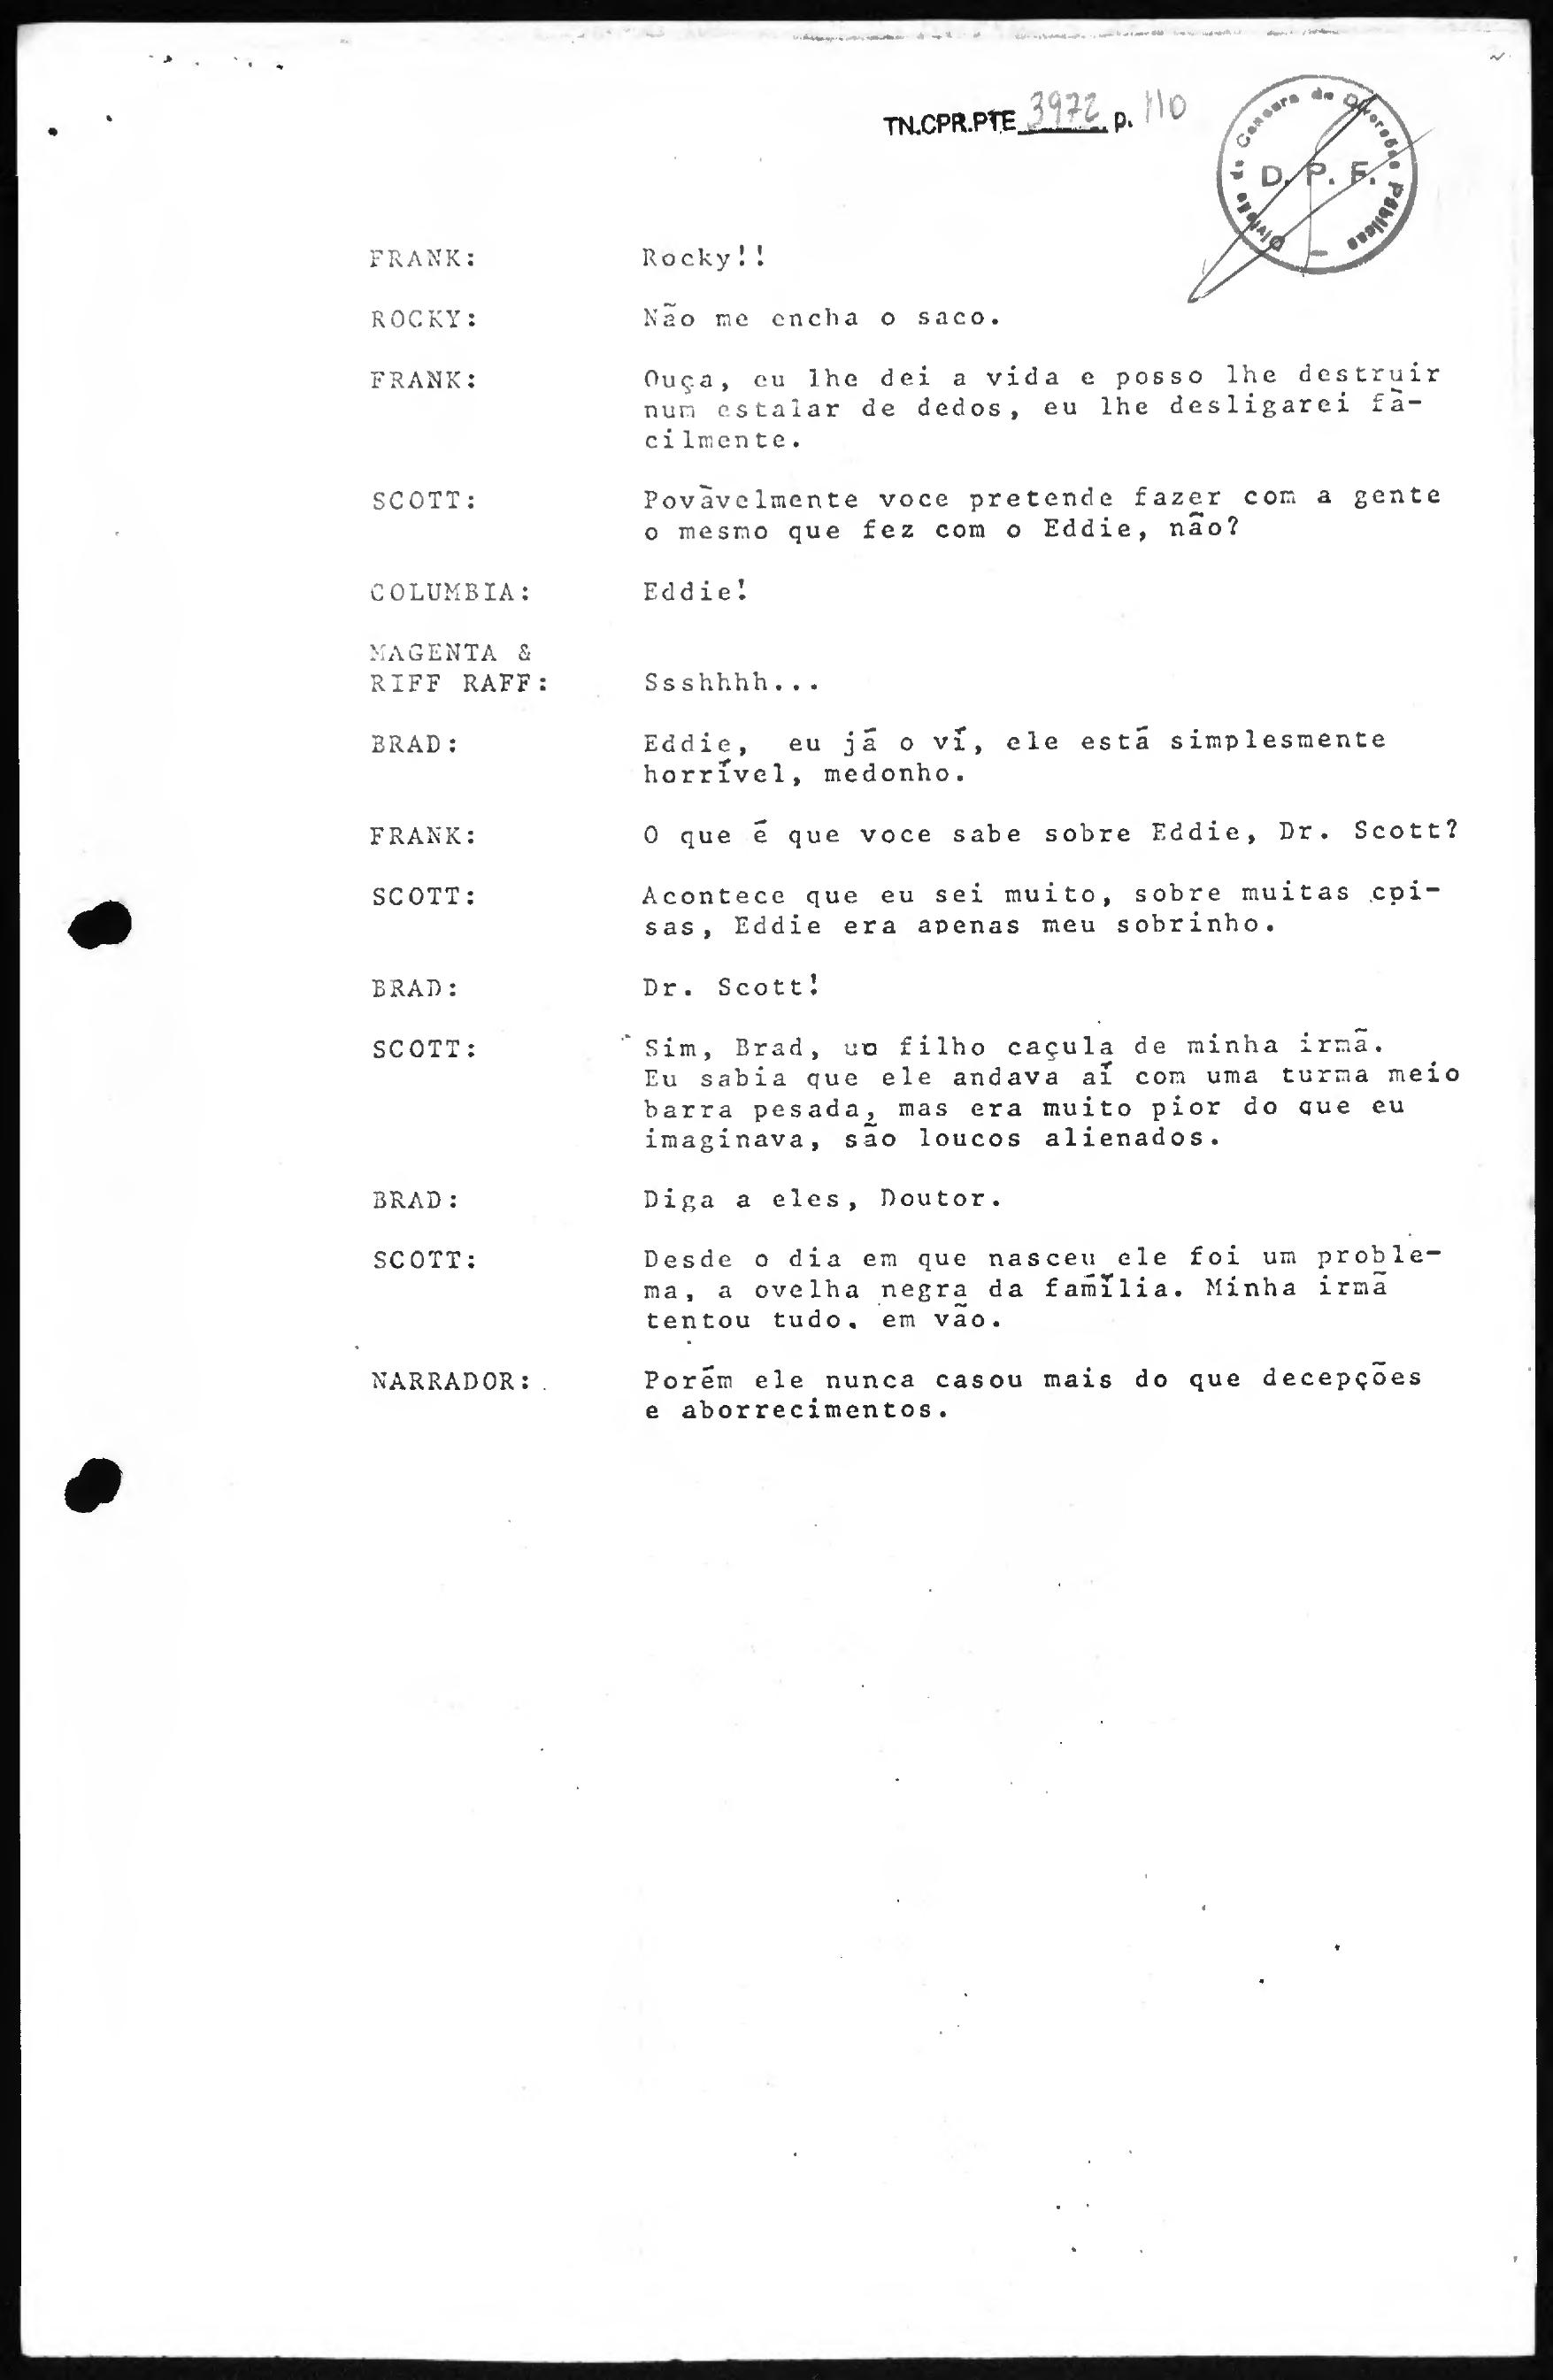 TN.CPR.PTE 3972 p. 110
Divisão de Censura de Diversões Públicas
D. P. F.
FRANK: Rocky!!
ROCKY: Não me encha o saco.
FRANK: Ouça, eu lhe dei a vida e posso lhe destruir
num estalar de dedos, eu lhe desligarei fà-
cilmente.
SCOTT: Povàvelmente voce pretende fazer com a gente
o mesmo que fez com o Eddie, não?
COLUMBIA: Eddie!
MAGENTA &
RIFF RAFF: Ssshhhh...
BRAD: Eddie, eu já o ví, ele está simplesmente
horrível, medonho.
FRANK: O que é que voce sabe sobre Eddie, Dr. Scott?
SCOTT: Acontece que eu sei muito, sobre muitas coi-
sas, Eddie era apenas meu sobrinho.
BRAD: Dr. Scott!
SCOTT: Sim, Brad, uo filho caçula de minha irmã.
Eu sabia que ele andava aí com uma turma meio
barra pesada, mas era muito pior do que eu
imaginava, são loucos alienados.
BRAD: Diga a eles, Doutor.
SCOTT: Desde o dia em que nasceu ele foi um proble-
ma, a ovelha negra da família. Minha irmã
tentou tudo, em vão.
NARRADOR: Porém ele nunca casou mais do que decepções
e aborrecimentos.